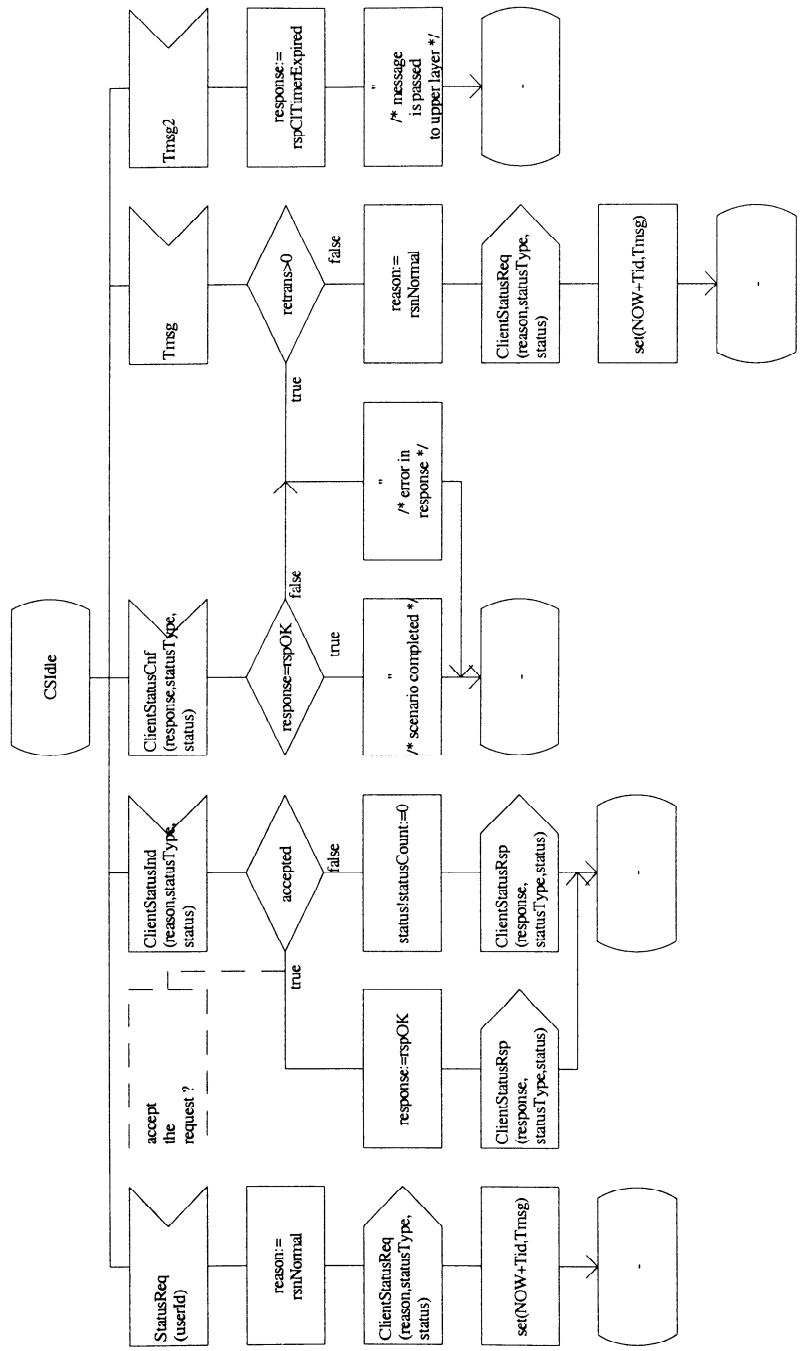 CSIdle
StatusReq
(userId)
reason:=
rsnNormal
ClientStatusReq
(reason,statusType,
status)
set(NOW+Tid,Tmsg)
-
accept
the
request ?
ClientStatusInd
(reason,statusType,
status)
accepted
true
false
response:=rspOK
ClientStatusRsp
(response,
statusType,status)
status!statusCount:=0
ClientStatusRsp
(response,
statusType,status)
-
ClientStatusCnf
(response,statusType,
status)
response=rspOK
false
true
''
/* scenario completed */
-
''
/* error in
response */
Tmsg
retrans>0
true
false
reason:=
rsnNormal
ClientStatusReq
(reason,statusType,
status)
set(NOW+Tid,Tmsg)
-
Tmsg2
response:=
rspClTimerExpired
''
/* message
is passed
to upper layer */
-